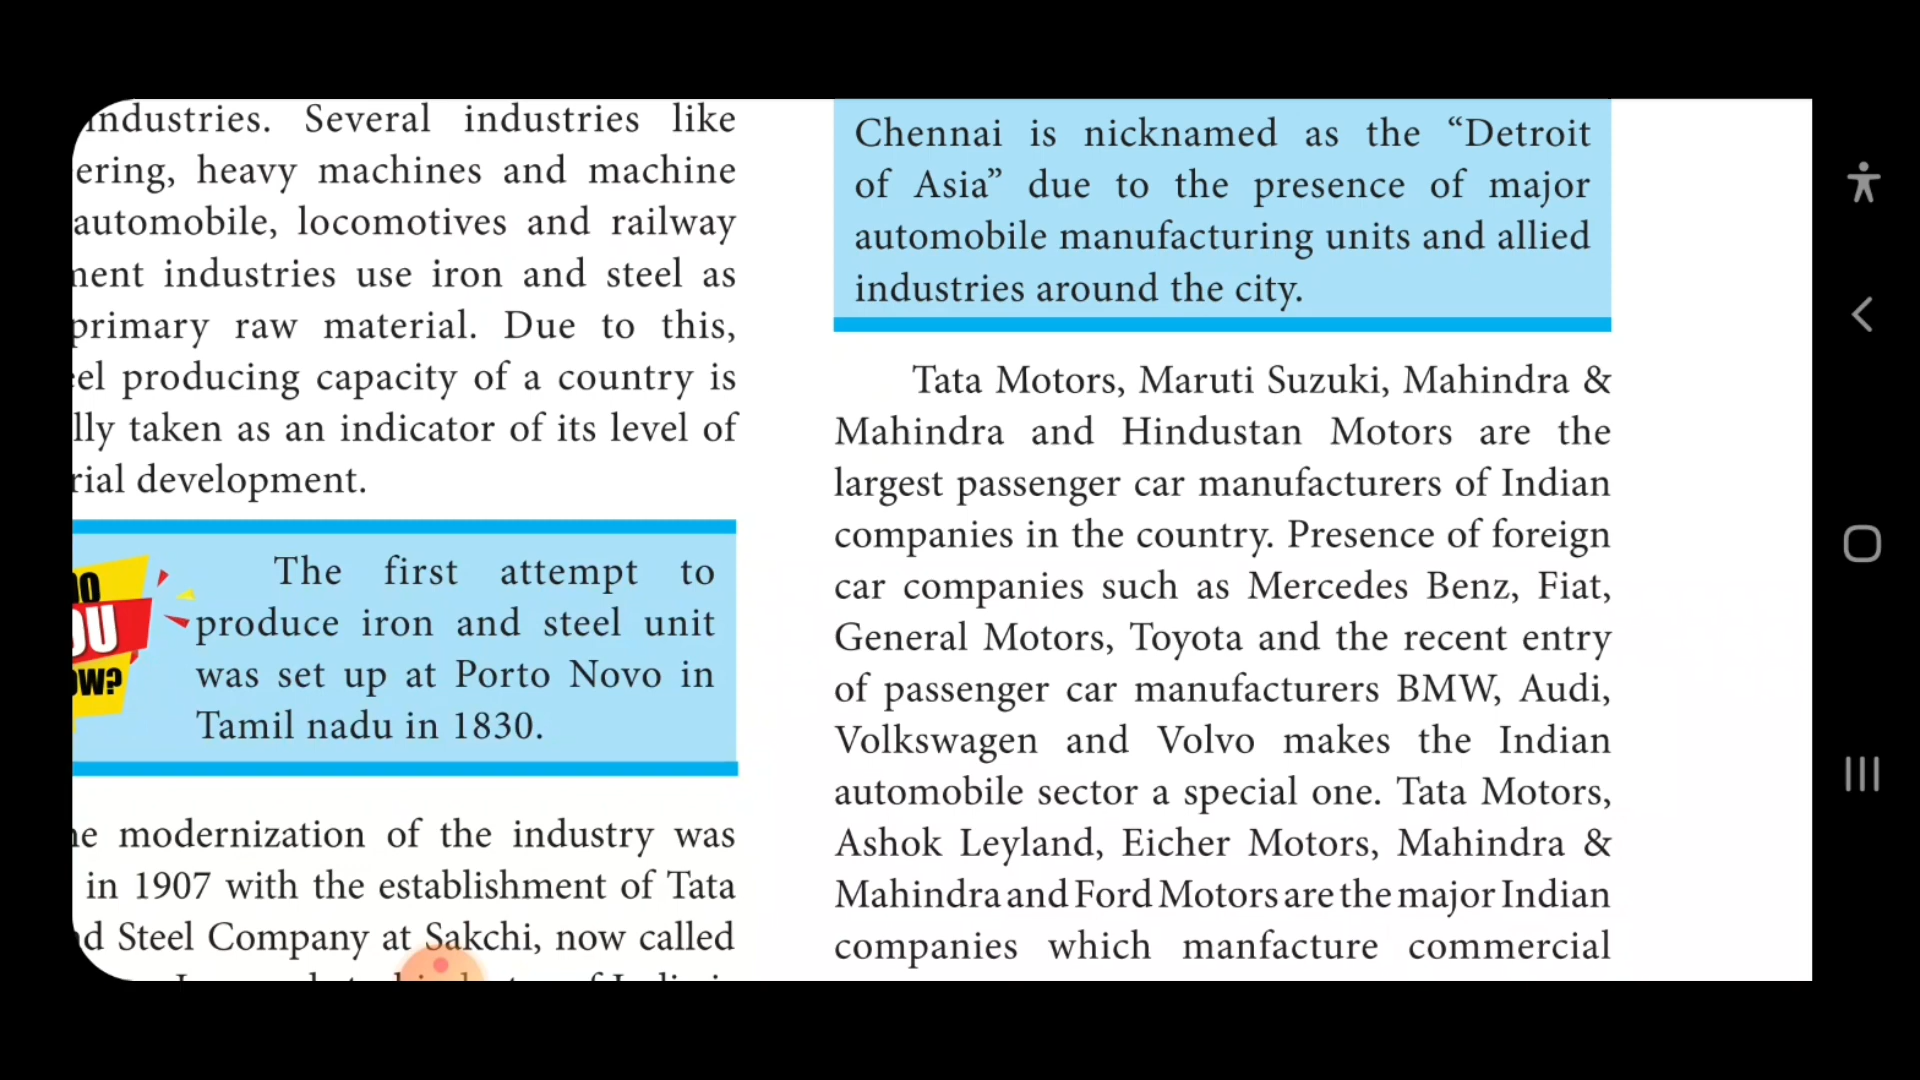 industries. Several industries like
ering, heavy machines and machine
automobile, locomotives and railway
ment industries use iron and steel as
primary raw material. Due to this,
eel producing capacity of a country is
lly taken as an indicator of its level of
rial development.
DO
OU
OW?
The first attempt to
produce iron and steel unit
was set up at Porto Novo in
Tamil nadu in 1830.
he modernization of the industry was
in 1907 with the establishment of Tata
nd Steel Company at Sakchi, now called
Chennai is nicknamed as the “Detroit
of Asia” due to the presence of major
automobile manufacturing units and allied
industries around the city.
Tata Motors, Maruti Suzuki, Mahindra &
Mahindra and Hindustan Motors are the
largest passenger car manufacturers of Indian
companies in the country. Presence of foreign
car companies such as Mercedes Benz, Fiat,
General Motors, Toyota and the recent entry
of passenger car manufacturers BMW, Audi,
Volkswagen and Volvo makes the Indian
automobile sector a special one. Tata Motors,
Ashok Leyland, Eicher Motors, Mahindra &
Mahindra and Ford Motors are the major Indian
companies which manfacture commercial